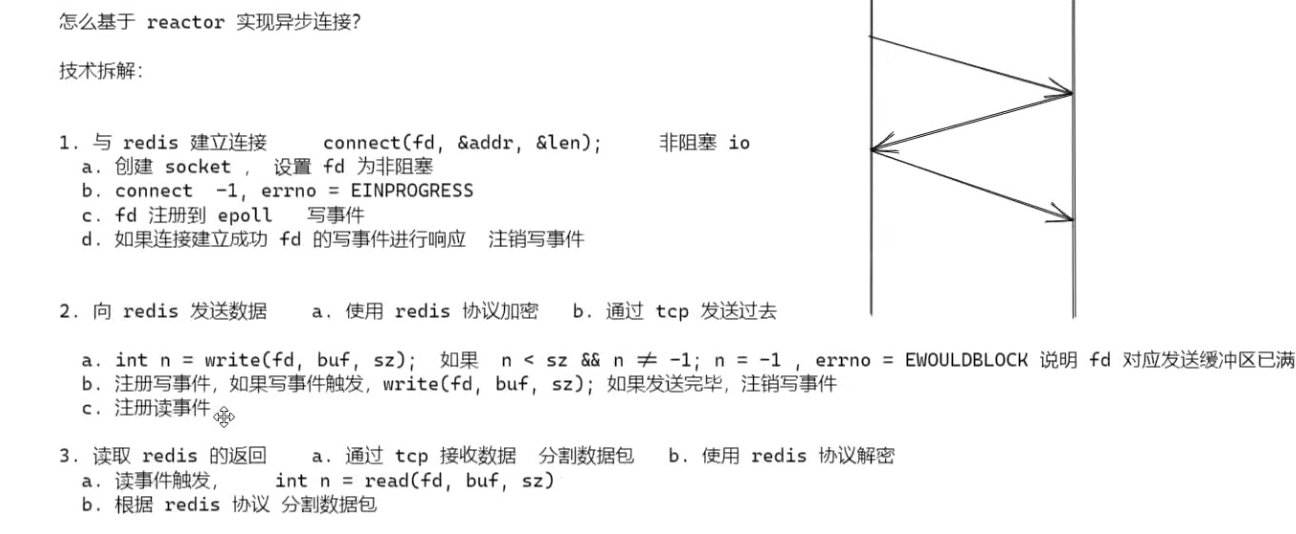 怎么基于 reactor 实现异步连接?
技术拆解:
1. 与 redis 建立连接 connect(fd, &addr, &len); 非阻塞 io
a. 创建 socket , 设置 fd 为非阻塞
b. connect -1, errno = EINPROGRESS
c. fd 注册到 epoll 写事件
d. 如果连接建立成功 fd 的写事件进行响应 注销写事件
2. 向 redis 发送数据 a. 使用 redis 协议加密 b. 通过 tcp 发送过去
a. int n = write(fd, buf, sz); 如果 n < sz && n ≠ -1; n = -1 , errno = EWOULDBLOCK 说明 fd 对应发送缓冲区已满
b. 注册写事件, 如果写事件触发, write(fd, buf, sz); 如果发送完毕, 注销写事件
c. 注册读事件
3. 读取 redis 的返回 a. 通过 tcp 接收数据 分割数据包 b. 使用 redis 协议解密
a. 读事件触发, int n = read(fd, buf, sz)
b. 根据 redis 协议 分割数据包